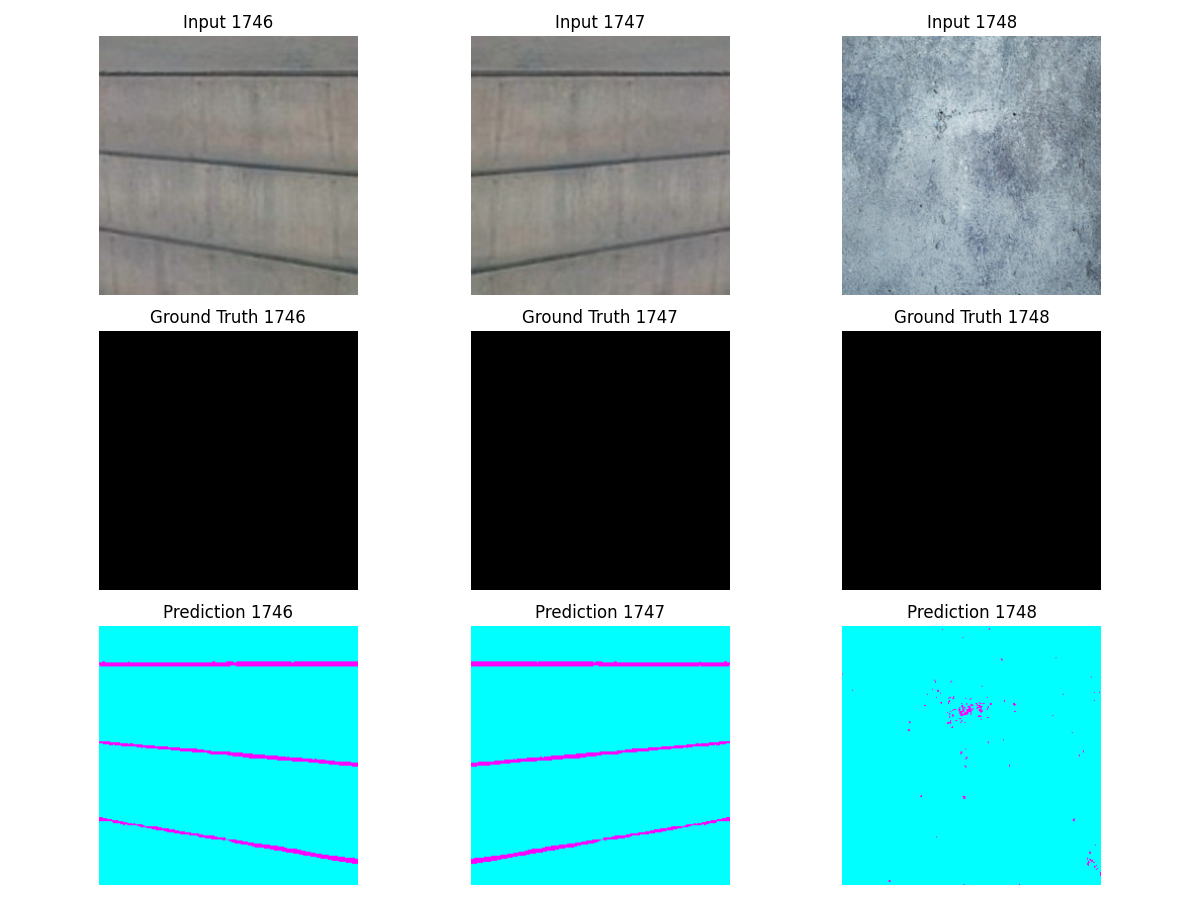 Input 1746
Input 1747
Input 1748
Ground Truth 1746
Ground Truth 1747
Ground Truth 1748
Prediction 1746
Prediction 1747
Prediction 1748